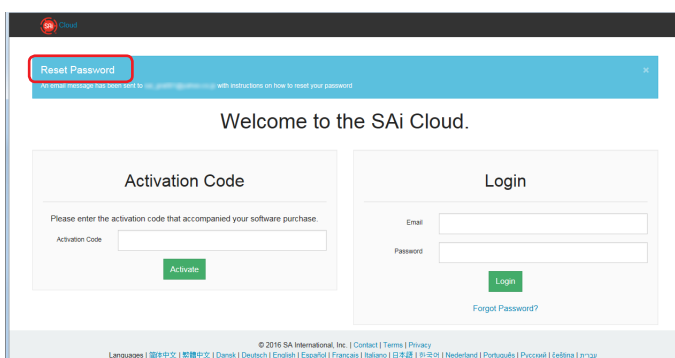 SAi Cloud
Reset Password
×
An email message has been sent to with instructions on how to reset your password
Welcome to the SAi Cloud.
Activation Code
Please enter the activation code that accompanied your software purchase.
Activation Code
Activate
Login
Email
Password
Login
Forgot Password?
© 2016 SA International, Inc. | Contact | Terms | Privacy
Languages | 简体中文 | 繁體中文 | Dansk | Deutsch | English | Español | Français | Italiano | 日本語 | 한국어 | Nederland | Português | Русский | čeština | עברית